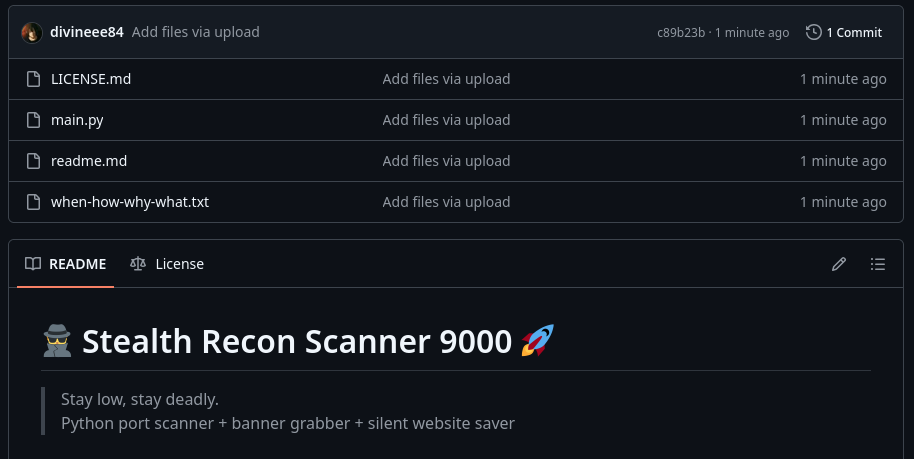 divineee84 Add files via upload c89b23b · 1 minute ago 1 Commit
LICENSE.md Add files via upload 1 minute ago
main.py Add files via upload 1 minute ago
readme.md Add files via upload 1 minute ago
when-how-why-what.txt Add files via upload 1 minute ago
README License
🕵️ Stealth Recon Scanner 9000 🚀
Stay low, stay deadly.
Python port scanner + banner grabber + silent website saver